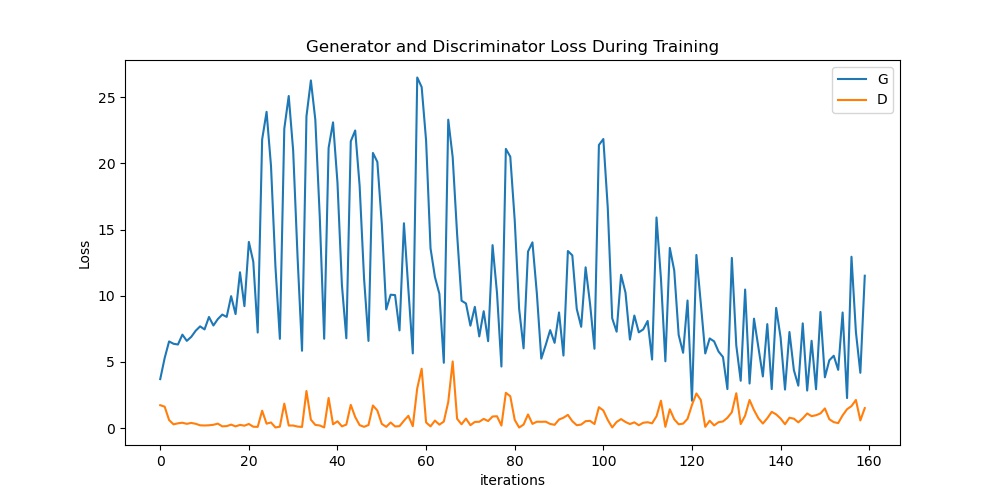 Generator and Discriminator Loss During Training
G
D
25
20
15
10
5
0
Loss
0 20 40 60 80 100 120 140 160
iterations